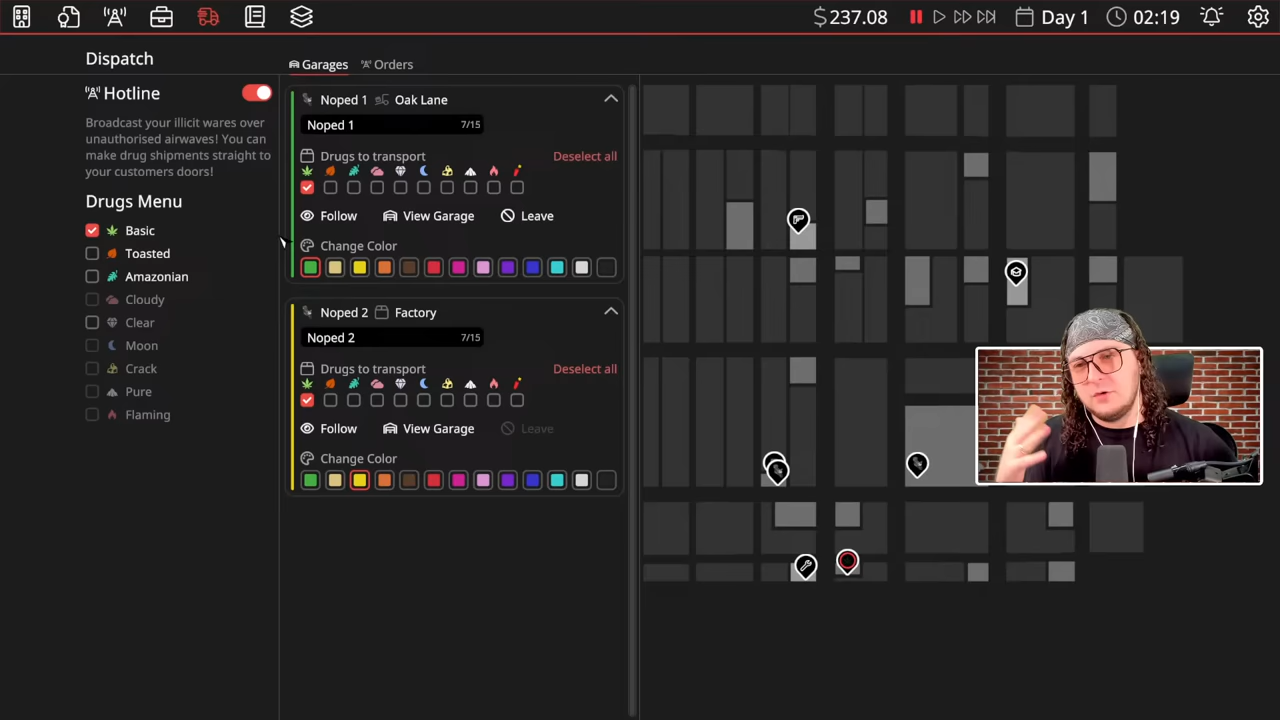 $237.08
Day 1
02:19
Dispatch
Hotline
Broadcast your illicit wares over
unauthorised airwaves! You can
make drug shipments straight to
your customers doors!
Drugs Menu
Basic
Toasted
Amazonian
Cloudy
Clear
Moon
Crack
Pure
Flaming
Garages
Orders
Noped 1
Oak Lane
Noped 1
7/15
Drugs to transport
Deselect all
Follow
View Garage
Leave
Change Color
Noped 2
Factory
Noped 2
7/15
Drugs to transport
Deselect all
Follow
View Garage
Leave
Change Color